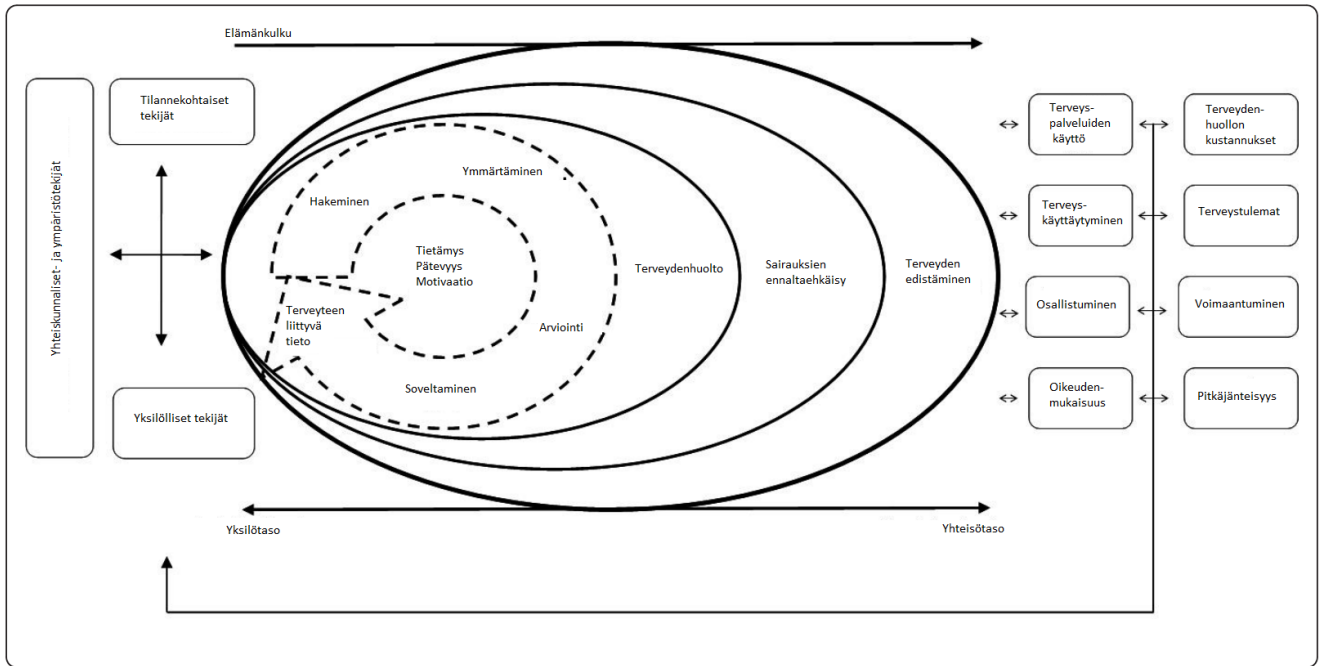 Elämänkulku
Yhteiskunnaliset- ja ympäristötekijät
Tilannekohtaiset
tekijät
Yksilölliset tekijät
Hakeminen
Ymmärtäminen
Tietämys
Pätevyys
Motivaatio
Terveyteen
liittyvä
tieto
Arviointi
Soveltaminen
Terveydenhuolto
Sairauksien
ennaltaehkäisy
Terveyden
edistäminen
Terveys-
palveluiden
käyttö
Terveyden-
huollon
kustannukset
Terveys-
käyttäytyminen
Terveystulemat
Osallistuminen
Voimaantuminen
Oikeuden-
mukaisuus
Pitkäjänteisyys
Yksilötaso
Yhteisötaso